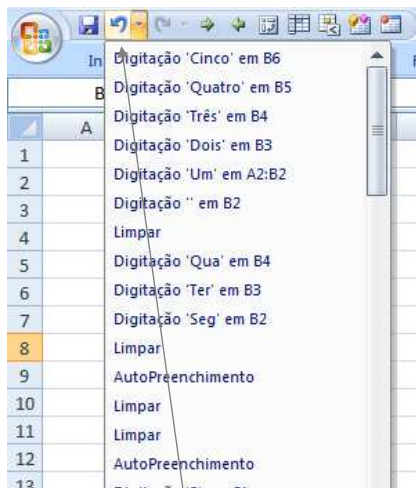 In
Digitação 'Cinco' em B6
B
Digitação 'Quatro' em B5
A
Digitação 'Três' em B4
Digitação 'Dois' em B3
1
Digitação 'Um' em A2:B2
2
Digitação '' em B2
3
Limpar
4
Digitação 'Qua' em B4
5
Digitação 'Ter' em B3
6
Digitação 'Seg' em B2
7
Limpar
8
AutoPreenchimento
9
Limpar
10
Limpar
11
AutoPreenchimento
12
13